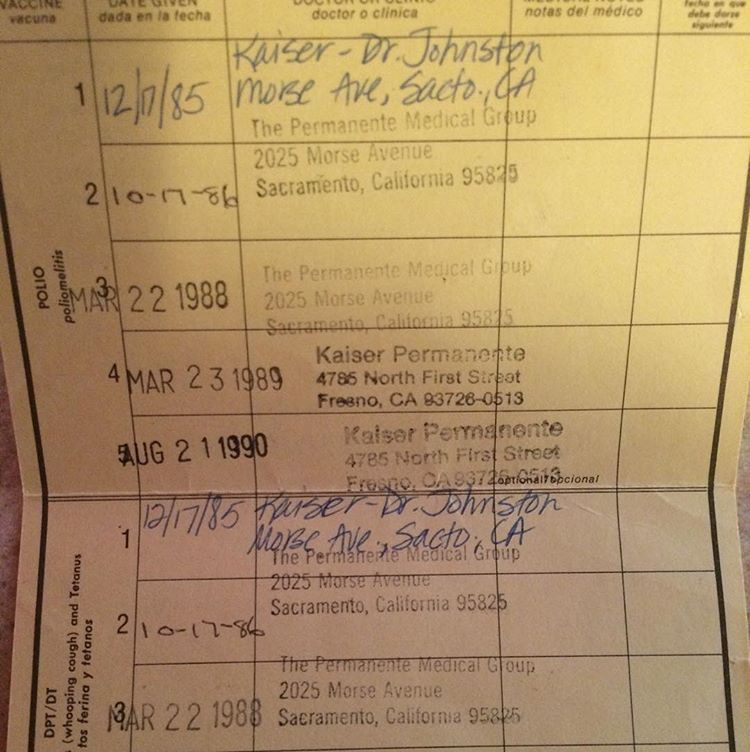 VACCINE DATE GIVEN DOCTOR OR CLINIC MEDICAL NOTES
vacuna dada en la fecha doctor o clínica notas del médico
fecha en que
debe darse
siguiente
POLIO
poliomelitis
1 12/17/85 Kaiser-Dr. Johnston
Morse Ave, Sacto., CA
The Permanente Medical Group
2025 Morse Avenue
Sacramento, California 95825
2 10-17-86
3 MAR 22 1988 The Permanente Medical Group
2025 Morse Avenue
Sacramento, California 95825
4 MAR 23 1989 Kaiser Permanente
4785 North First Street
Fresno, CA 93726-0513
5 AUG 21 1990 Kaiser Permanente
4785 North First Street
Fresno, CA 93726-0513
optional/opcional
DPT/DT
(whooping cough) and Tetanus
tos ferina y tetanos
1 12/17/85 Kaiser-Dr. Johnston
Morse Ave., Sacto., CA
The Permanente Medical Group
2025 Morse Avenue
Sacramento, California 95825
2 10-17-86
3 MAR 22 1988 The Permanente Medical Group
2025 Morse Avenue
Sacramento, California 95825